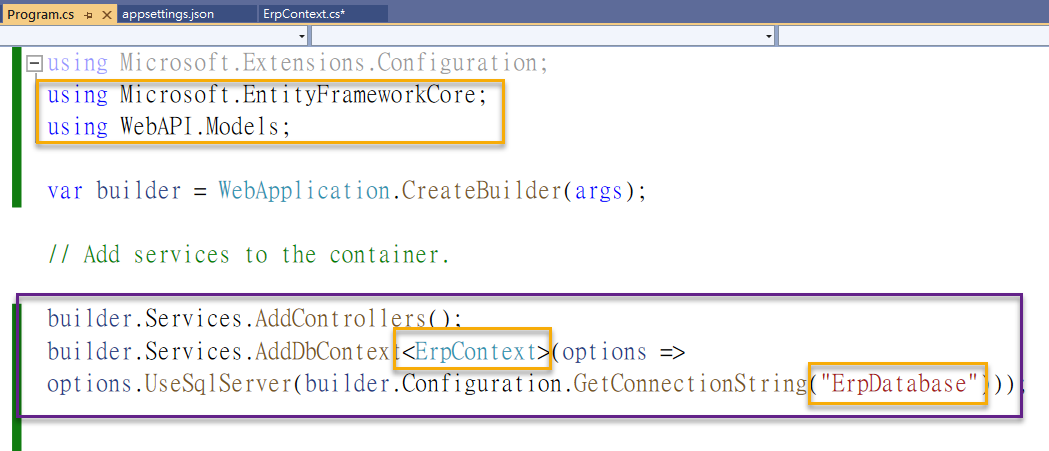 Program.cs appsettings.json ErpContext.cs*
using Microsoft.Extensions.Configuration;
using Microsoft.EntityFrameworkCore;
using WebAPI.Models;
var builder = WebApplication.CreateBuilder(args);
// Add services to the container.
builder.Services.AddControllers();
builder.Services.AddDbContext<ErpContext>(options =>
options.UseSqlServer(builder.Configuration.GetConnectionString("ErpDatabase")));